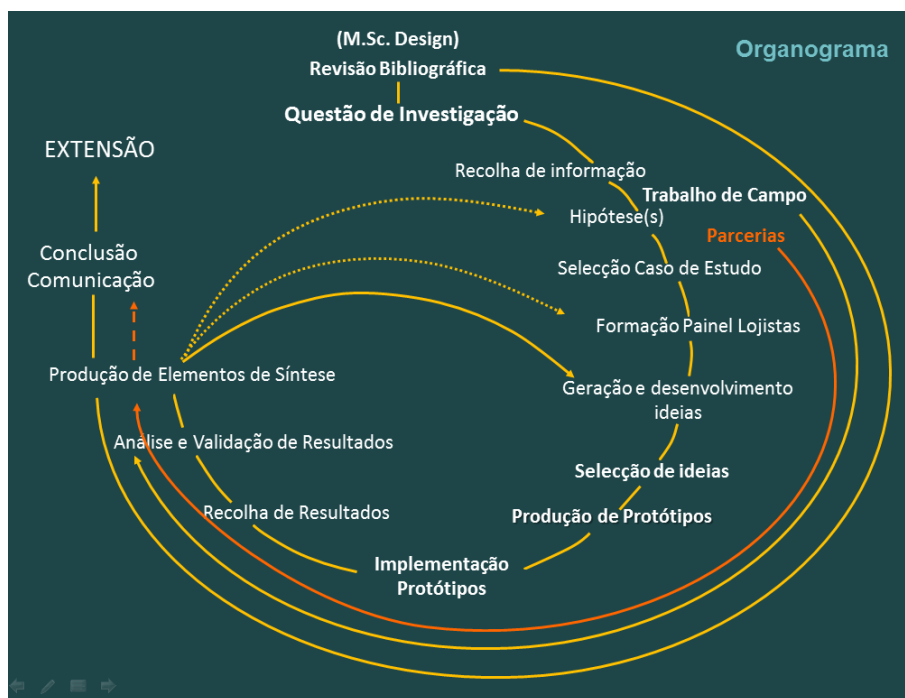 Organograma
(M.Sc. Design)
Revisão Bibliográfica
Questão de Investigação
Recolha de informação
Trabalho de Campo
Hipótese(s)
Parcerias
Selecção Caso de Estudo
Formação Painel Lojistas
Geração e desenvolvimento
ideias
Selecção de ideias
Produção de Protótipos
Implementação
Protótipos
Recolha de Resultados
Análise e Validação de Resultados
Produção de Elementos de Síntese
Conclusão
Comunicação
EXTENSÃO